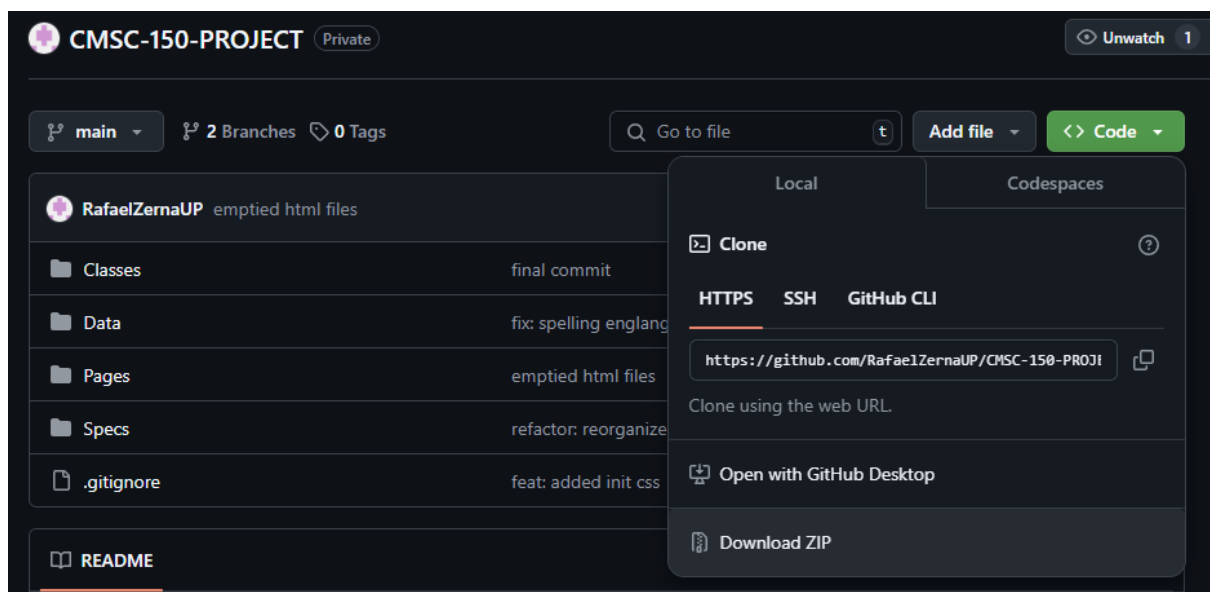 CMSC-150-PROJECT Private Unwatch 1
main 2 Branches 0 Tags Go to file t Add file <> Code
Local Codespaces
RafaelZernaUP emptied html files
Clone
Classes final commit
HTTPS SSH GitHub CLI
Data fix: spelling englang
https://github.com/RafaelZernaUP/CMSC-150-PROJE
Pages emptied html files
Clone using the web URL.
Specs refactor: reorganize
Open with GitHub Desktop
.gitignore feat: added init css
Download ZIP
README